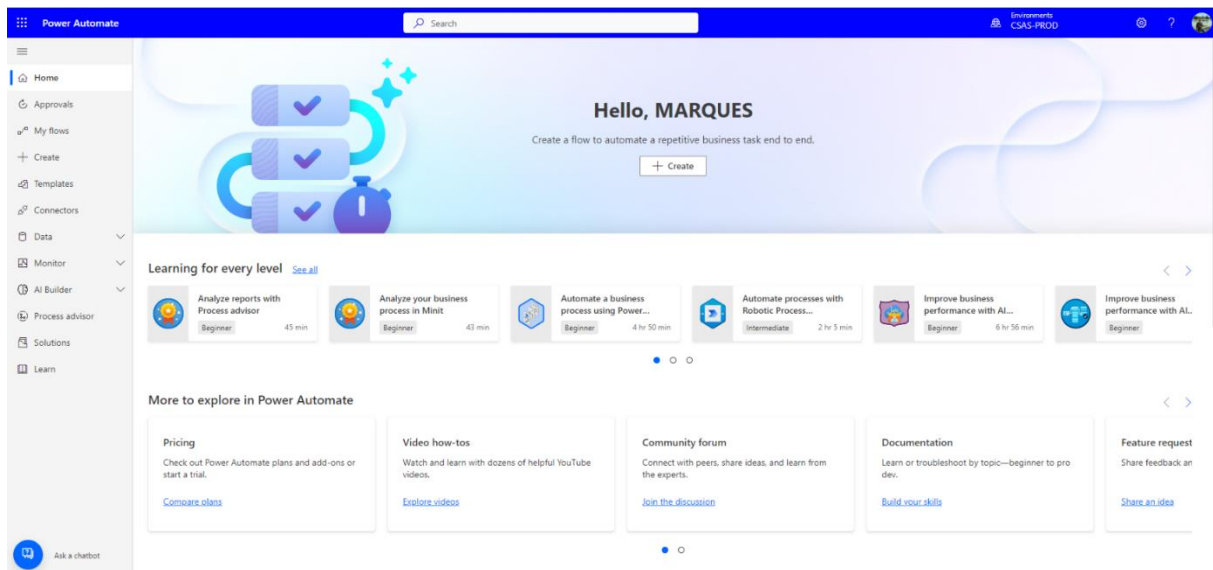 Power Automate
Search
Environments
CSAS-PROD
?
Home
Approvals
My flows
Create
Templates
Connectors
Data
Monitor
AI Builder
Process advisor
Solutions
Learn
Ask a chatbot
Hello, MARQUES
Create a flow to automate a repetitive business task end to end.
+ Create
Learning for every level See all
Analyze reports with
Process advisor
Beginner 45 min
Analyze your business
process in Minit
Beginner 43 min
Automate a business
process using Power...
Beginner 4 hr 50 min
Automate processes with
Robotic Process...
Intermediate 2 hr 5 min
Improve business
performance with AI...
Beginner 6 hr 56 min
Improve business
performance with AI..
Beginner
More to explore in Power Automate
Pricing
Check out Power Automate plans and add-ons or
start a trial.
Compare plans
Video how-tos
Watch and learn with dozens of helpful YouTube
videos.
Explore videos
Community forum
Connect with peers, share ideas, and learn from
the experts.
Join the discussion
Documentation
Learn or troubleshoot by topic—beginner to pro
dev.
Build your skills
Feature request
Share feedback an
Share an idea